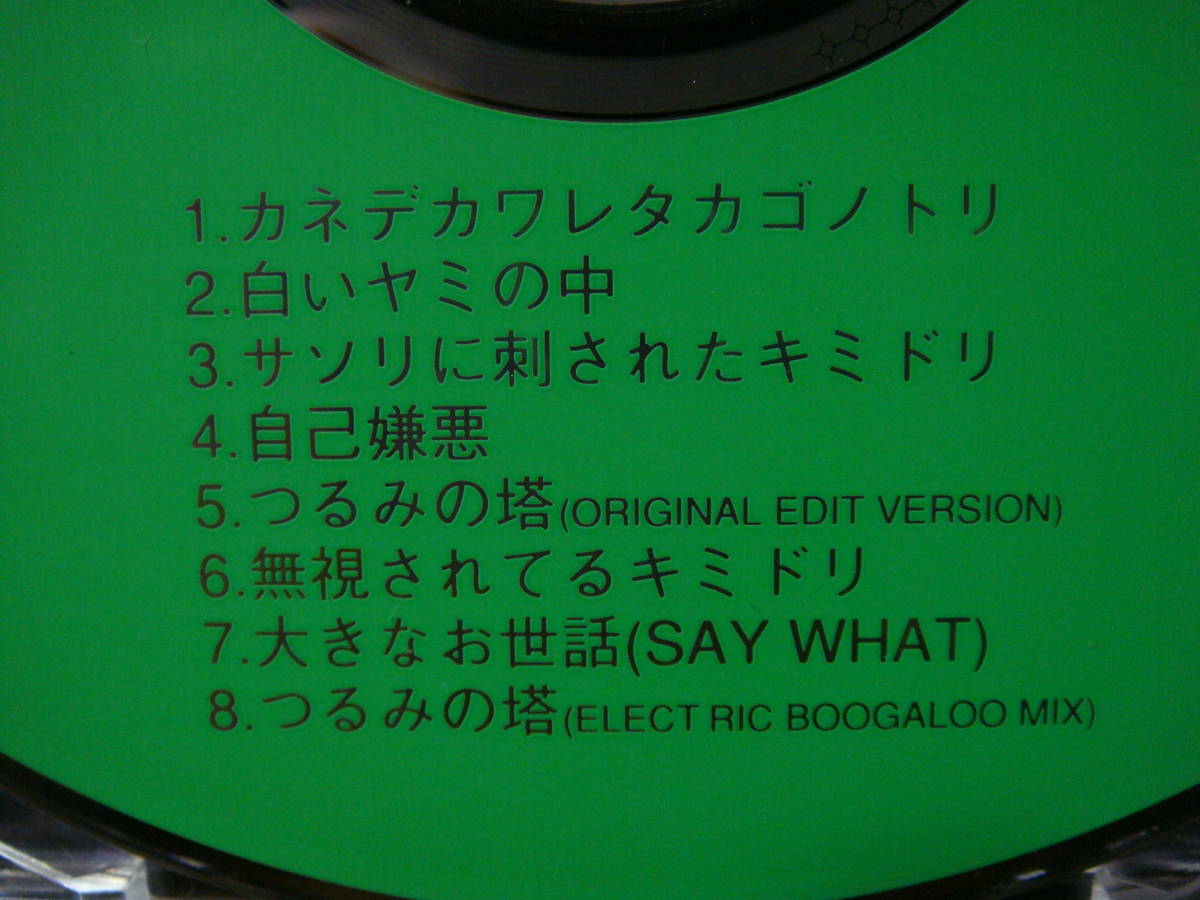 1.カネデカワレタカゴノトリ
2.白いヤミの中
3.サソリに刺されたキミドリ
4.自己嫌悪
5.つるみの塔(ORIGINAL EDIT VERSION)
6.無視されてるキミドリ
7.大きなお世話(SAY WHAT)
8.つるみの塔(ELECT RIC BOOGALOO MIX)